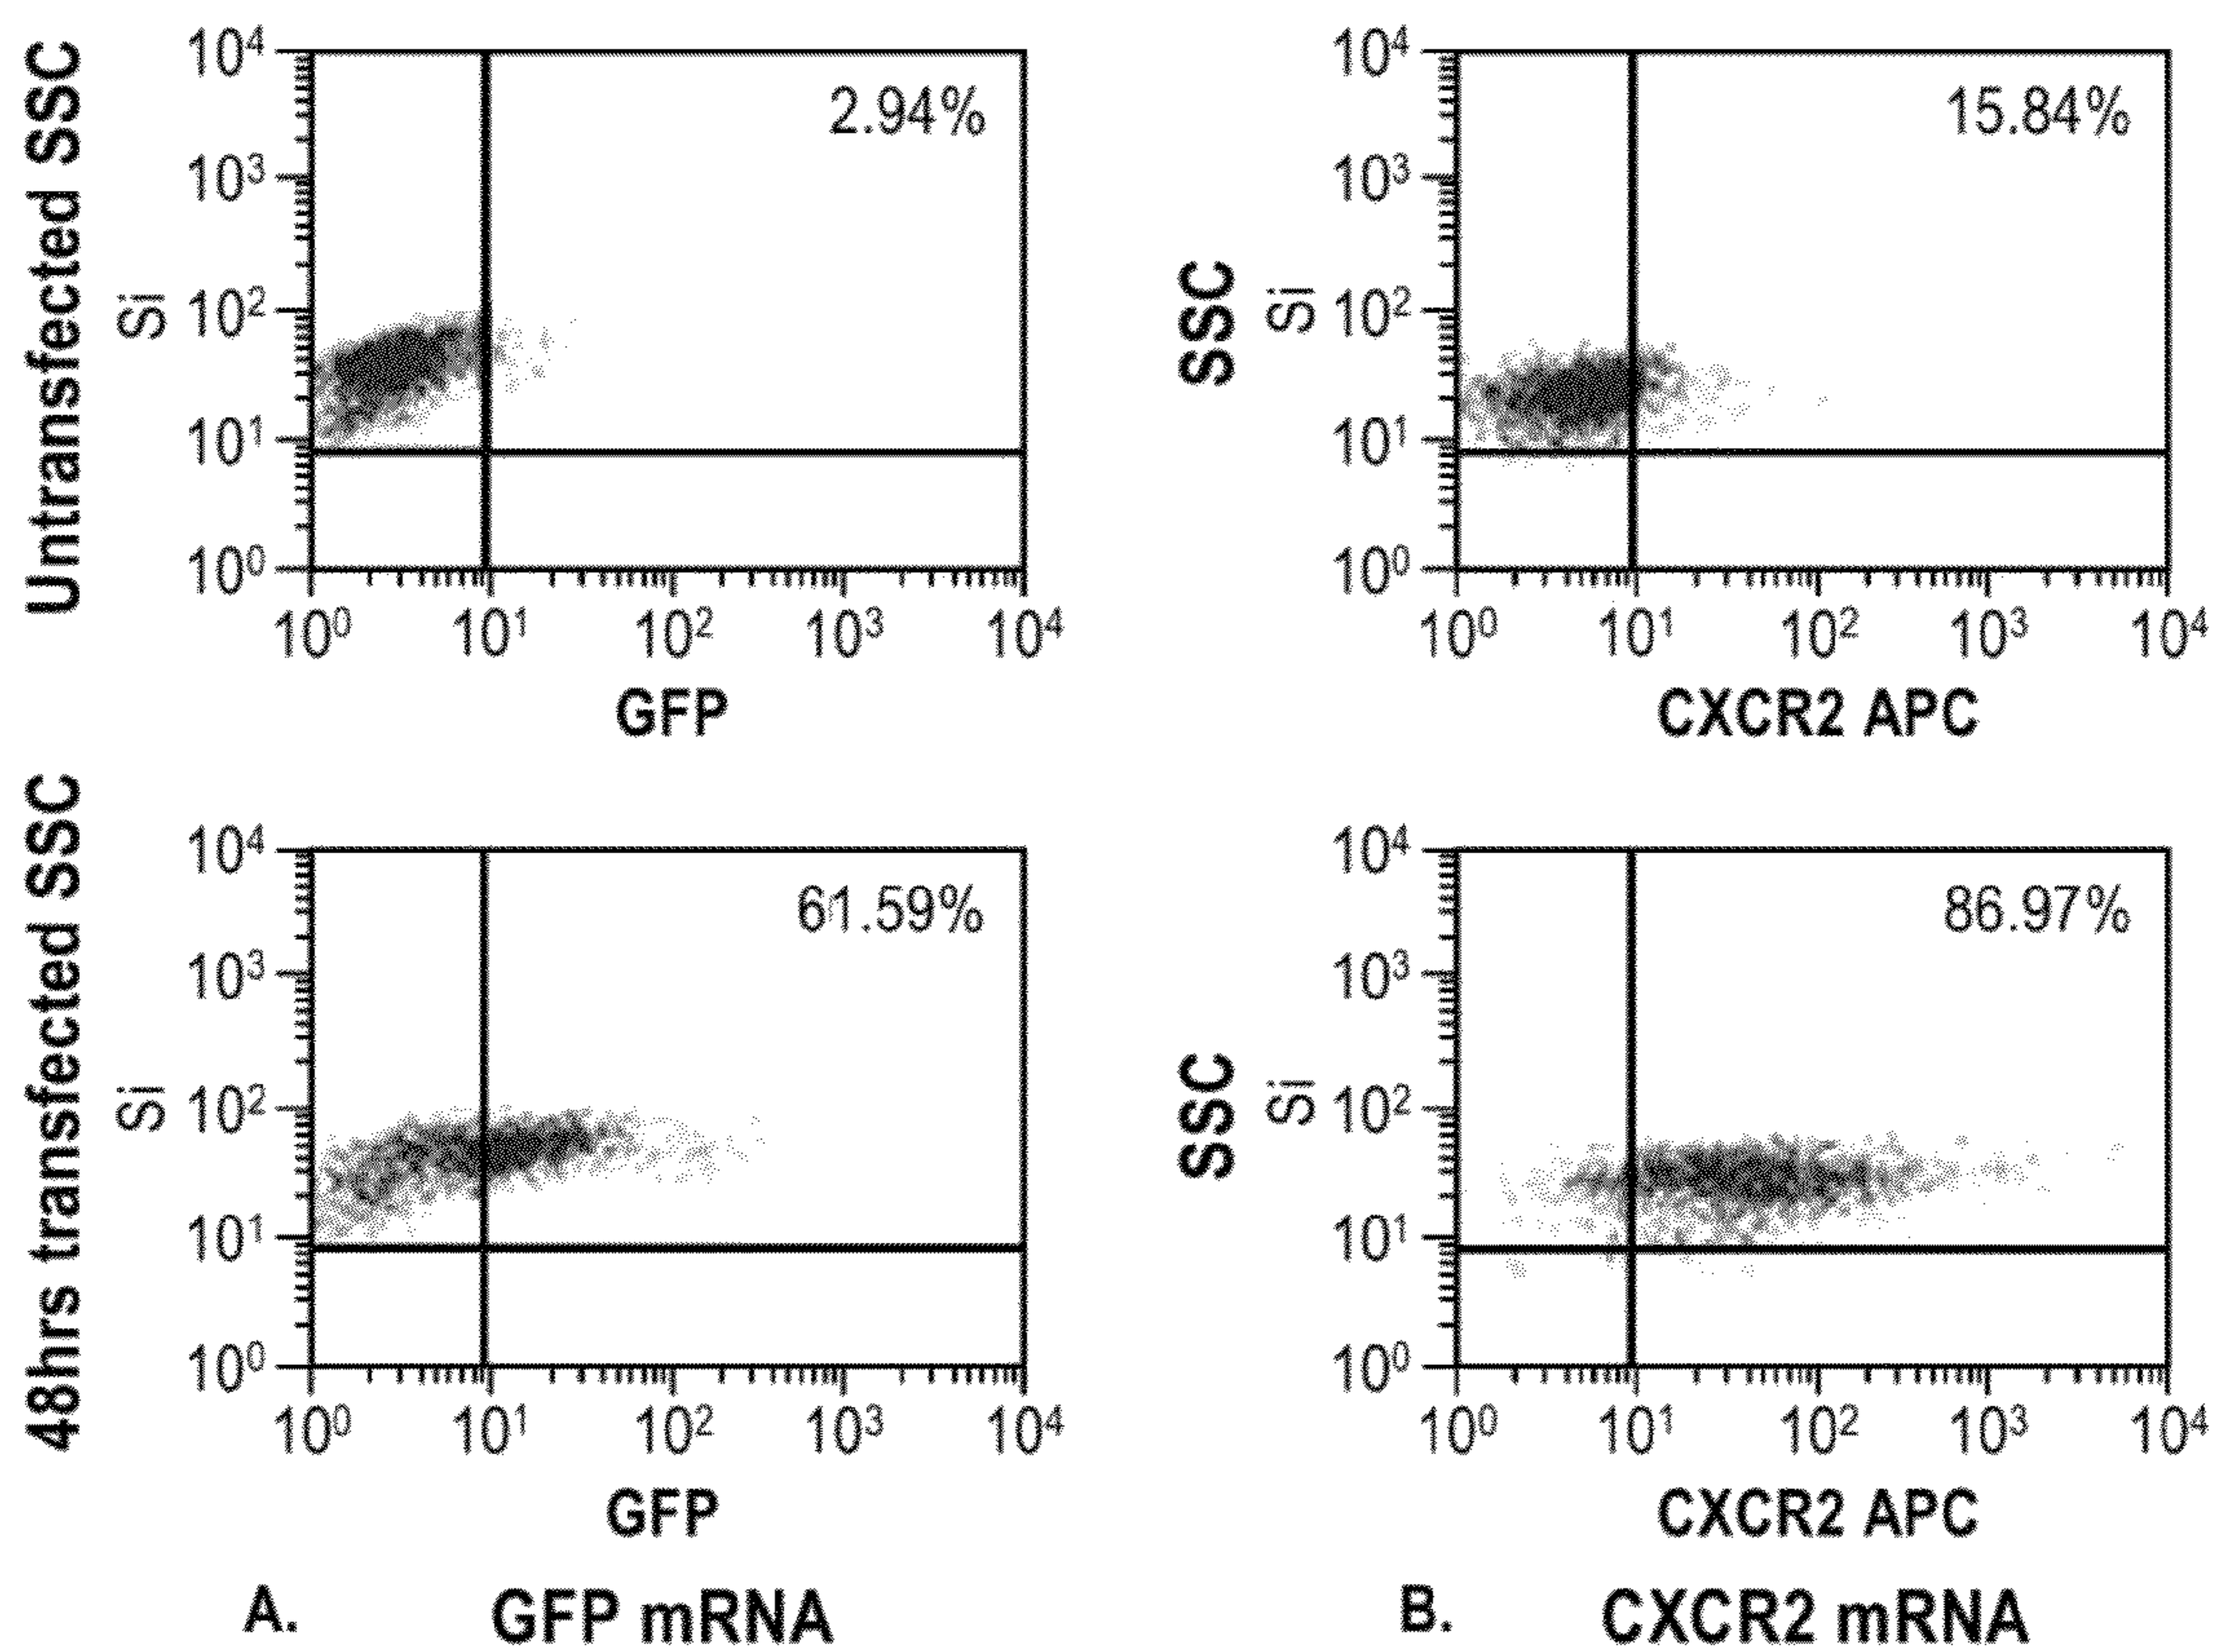 Untransfected SSC
Si
10⁴
10³
10²
10¹
10⁰
2.94%
10⁰ 10¹ 10² 10³ 10⁴
GFP
SSC
Si
10⁴
10³
10²
10¹
10⁰
15.84%
10⁰ 10¹ 10² 10³ 10⁴
CXCR2 APC
48hrs transfected SSC
Si
10⁴
10³
10²
10¹
10⁰
61.59%
10⁰ 10¹ 10² 10³ 10⁴
GFP
SSC
Si
10⁴
10³
10²
10¹
10⁰
86.97%
10⁰ 10¹ 10² 10³ 10⁴
CXCR2 APC
A. GFP mRNA
B. CXCR2 mRNA